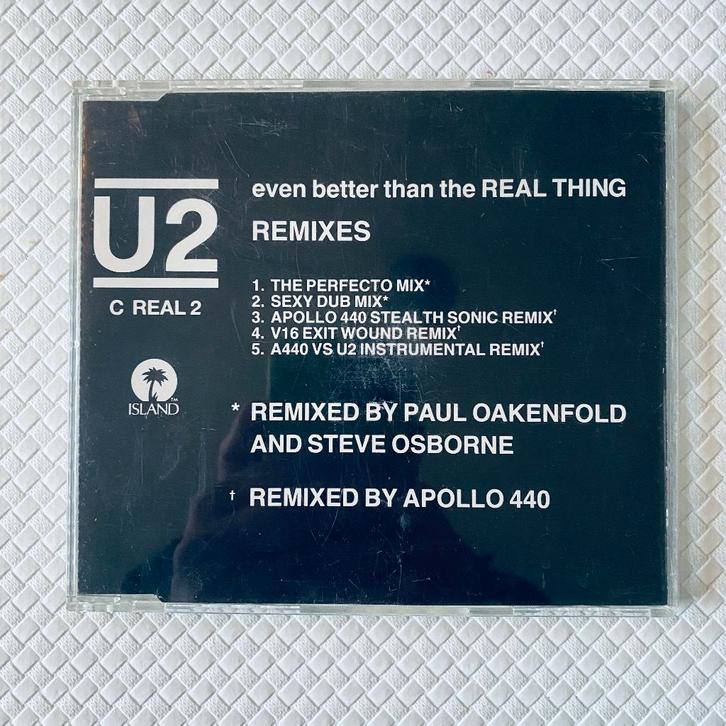 even better than the REAL THING
U2
REMIXES
C REAL 2
1. THE PERFECTO MIX*
2. SEXY DUB MIX*
3. APOLLO 440 STEALTH SONIC REMIX†
4. V16 EXIT WOUND REMIX†
5. A440 VS U2 INSTRUMENTAL REMIX†
TM
ISLAND
* REMIXED BY PAUL OAKENFOLD
AND STEVE OSBORNE
† REMIXED BY APOLLO 440